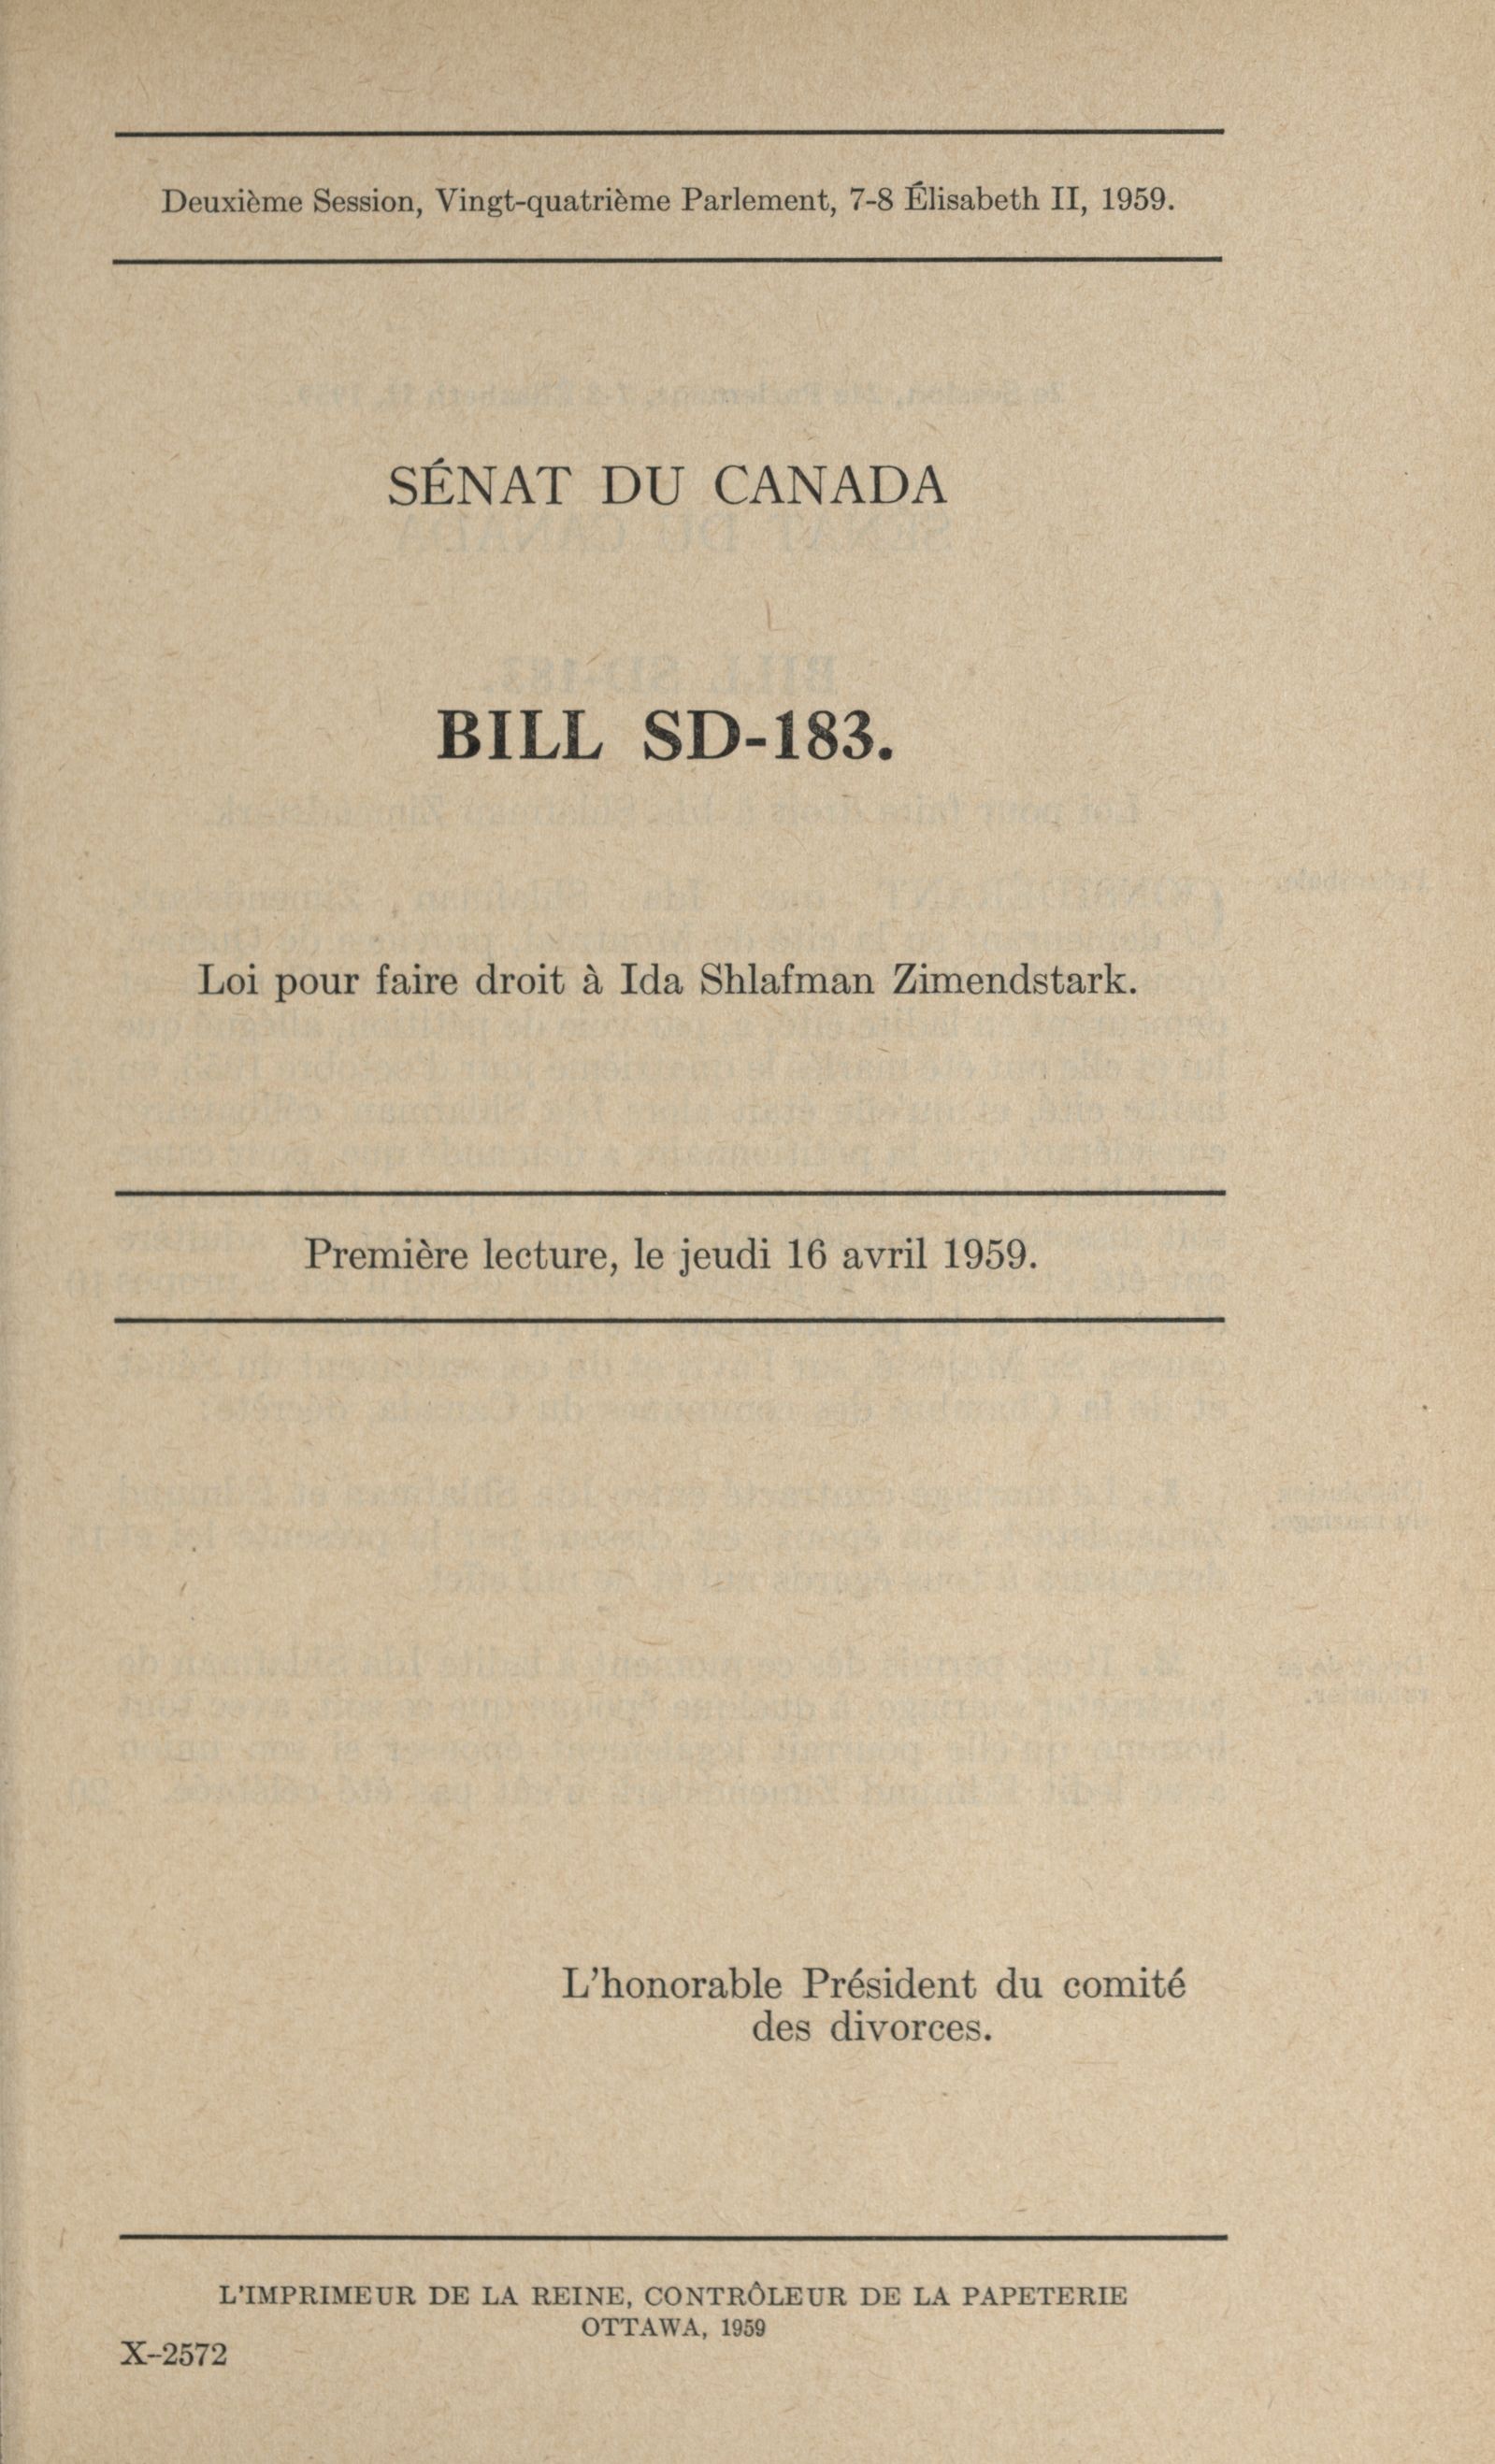 Deuxième Session, Vingt-quatrième Parlement, 7-8 Élisabeth II, 1959.
SÉNAT DU CANADA
BILL SD-183.
Loi pour faire droit à Ida Shlafman Zimendstark.
Première lecture, le jeudi 16 avril 1959.
L'honorable Président du comité
des divorces.
L'IMPRIMEUR DE LA REINE, CONTRÔLEUR DE LA PAPETERIE
OTTAWA, 1959
X-2572